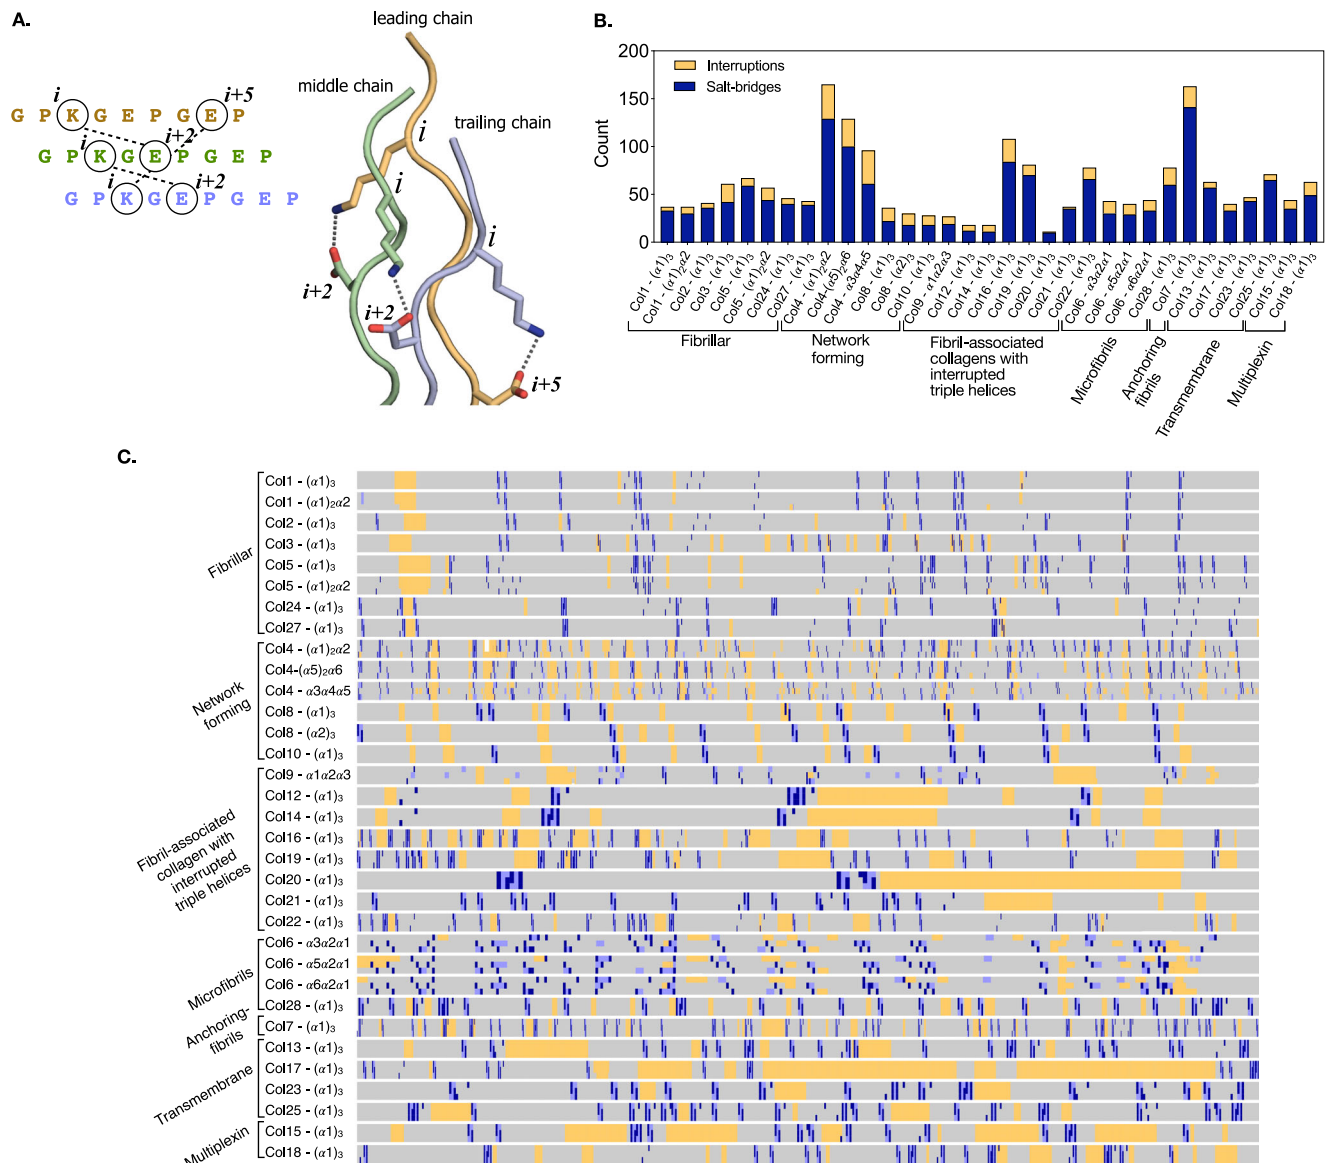 A.
leading chain
middle chain
trailing chain
i
i+5
G P K G E P G E P
i
i+2
G P K G E P G E P
i
i+2
G P K G E P G E P
i
i
i
i+2
i+2
i+5
B.
Interruptions
Salt-bridges
Count
200
150
100
50
0
Col1 - (α1)₃
Col1 - (α1)₂α2
Col2 - (α1)₃
Col3 - (α1)₃
Col5 - (α1)₃
Col5 - (α1)₂α2
Col24 - (α1)₃
Col27 - (α1)₃
Col4 - (α1)₂α2
Col4-(α5)₂α6
Col4 - α3α4α5
Col8 - (α1)₃
Col8 - (α2)₃
Col10 - (α1)₃
Col9 - α1α2α3
Col12 - (α1)₃
Col14 - (α1)₃
Col16 - (α1)₃
Col19 - (α1)₃
Col20 - (α1)₃
Col21 - (α1)₃
Col22 - (α1)₃
Col6 - α3α2α1
Col6 - α5α2α1
Col6 - α6α2α1
Col28 - (α1)₃
Col7 - (α1)₃
Col13 - (α1)₃
Col17 - (α1)₃
Col23 - (α1)₃
Col25 - (α1)₃
Col15 - (α1)₃
Col18 - (α1)₃
Fibrillar
Network
forming
Fibril-associated
collagens with
interrupted
triple helices
Microfibrils
Anchoring
fibrils
Transmembrane
Multiplexin
C.
Fibrillar
Col1 - (α1)₃
Col1 - (α1)₂α2
Col2 - (α1)₃
Col3 - (α1)₃
Col5 - (α1)₃
Col5 - (α1)₂α2
Col24 - (α1)₃
Col27 - (α1)₃
Network
forming
Col4 - (α1)₂α2
Col4-(α5)₂α6
Col4 - α3α4α5
Col8 - (α1)₃
Col8 - (α2)₃
Col10 - (α1)₃
Fibril-associated
collagen with
interrupted
triple helices
Col9 - α1α2α3
Col12 - (α1)₃
Col14 - (α1)₃
Col16 - (α1)₃
Col19 - (α1)₃
Col20 - (α1)₃
Col21 - (α1)₃
Col22 - (α1)₃
Microfibrils
Col6 - α3α2α1
Col6 - α5α2α1
Col6 - α6α2α1
Col28 - (α1)₃
Anchoring-
fibrils
Col7 - (α1)₃
Transmembrane
Col13 - (α1)₃
Col17 - (α1)₃
Col23 - (α1)₃
Col25 - (α1)₃
Multiplexin
Col15 - (α1)₃
Col18 - (α1)₃